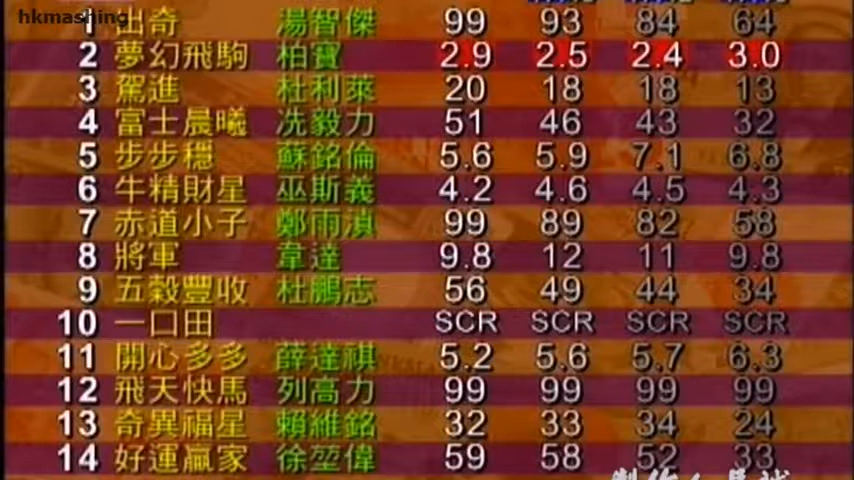 hkmashing
1 出奇 湯智傑 99 93 84 64
2 夢幻飛駒 柏寶 2.9 2.5 2.4 3.0
3 駕進 杜利萊 20 18 18 13
4 富士晨曦 冼毅力 51 46 43 32
5 步步穩 蘇銘倫 5.6 5.9 7.1 6.8
6 牛精財星 巫斯義 4.2 4.6 4.5 4.3
7 赤道小子 鄭雨滇 99 89 82 58
8 將軍 韋達 9.8 12 11 9.8
9 五穀豐收 杜鵬志 56 49 44 34
10 一口田 SCR SCR SCR SCR
11 開心多多 薛達祺 5.2 5.6 5.7 6.3
12 飛天快馬 列高力 99 99 99 99
13 奇異福星 賴維銘 32 33 34 24
14 好運贏家 徐堃偉 59 58 52 33